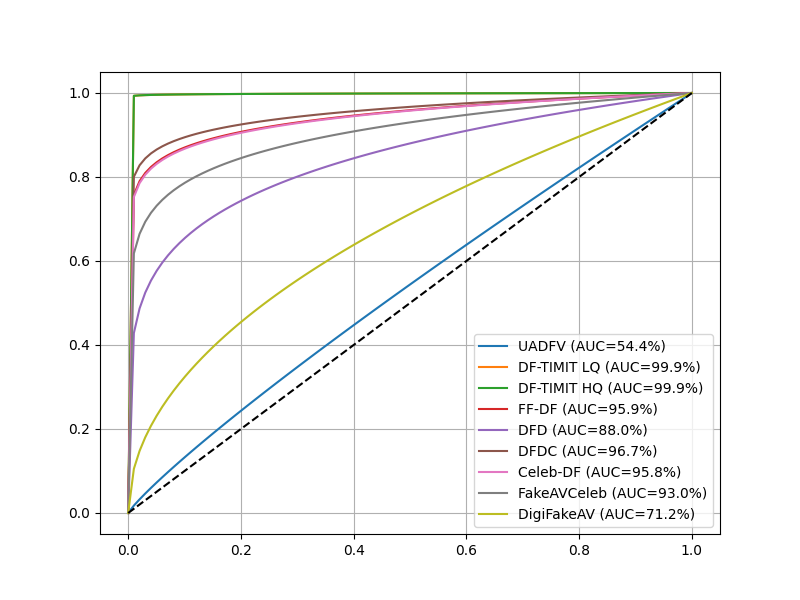 1.0
0.8
0.6
0.4
0.2
0.0
0.0 0.2 0.4 0.6 0.8 1.0
UADFV (AUC=54.4%)
DF-TIMIT LQ (AUC=99.9%)
DF-TIMIT HQ (AUC=99.9%)
FF-DF (AUC=95.9%)
DFD (AUC=88.0%)
DFDC (AUC=96.7%)
Celeb-DF (AUC=95.8%)
FakeAVCeleb (AUC=93.0%)
DigiFakeAV (AUC=71.2%)